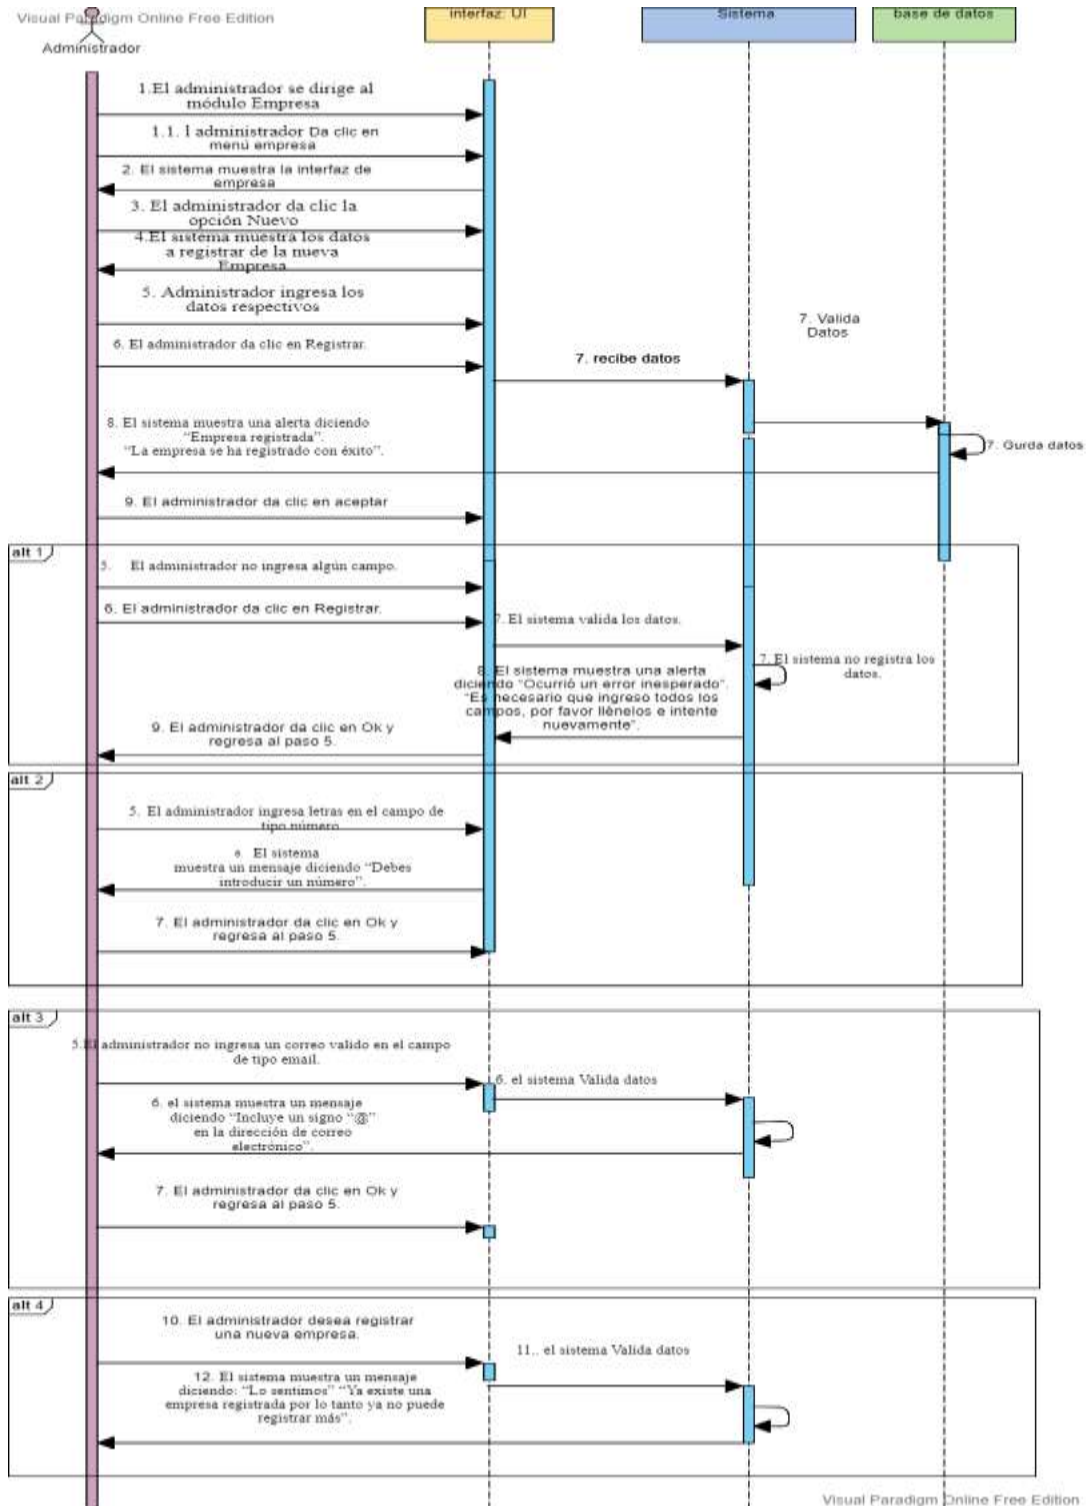 Visual Paradigm Online Free Edition
Administrador
interfaz: UI
Sistema
base de datos
1.El administrador se dirige al
módulo Empresa
1.1. l administrador Da clic en
menú empresa
2. El sistema muestra la interfaz de
empresa
3. El administrador da clic la
opción Nuevo
4.El sistema muestra los datos
a registrar de la nueva
Empresa
5. Administrador ingresa los
datos respectivos
6. El administrador da clic en Registrar.
7. recibe datos
7. Valida
Datos
8. El sistema muestra una alerta diciendo
“Empresa registrada”.
“La empresa se ha registrado con éxito”.
7. Gurda datos
9. El administrador da clic en aceptar
alt 1
5. El administrador no ingresa algún campo.
6. El administrador da clic en Registrar.
7. El sistema valida los datos.
7. El sistema no registra los
datos.
8. El sistema muestra una alerta
diciendo “Ocurrió un error inesperado”.
“Es necesario que ingreso todos los
campos, por favor llénelos e intente
nuevamente”.
9. El administrador da clic en Ok y
regresa al paso 5.
alt 2
5. El administrador ingresa letras en el campo de
tipo número
6. El sistema
muestra un mensaje diciendo “Debes
introducir un número”.
7. El administrador da clic en Ok y
regresa al paso 5.
alt 3
5.El administrador no ingresa un correo valido en el campo
de tipo email.
6. el sistema Valida datos
6. el sistema muestra un mensaje
diciendo “Incluye un signo “@”
en la dirección de correo
electrónico”.
7. El administrador da clic en Ok y
regresa al paso 5.
alt 4
10. El administrador desea registrar
una nueva empresa.
11.. el sistema Valida datos
12. El sistema muestra un mensaje
diciendo: “Lo sentimos” “Ya existe una
empresa registrada por lo tanto ya no puede
registrar más”.
Visual Paradigm Online Free Edition